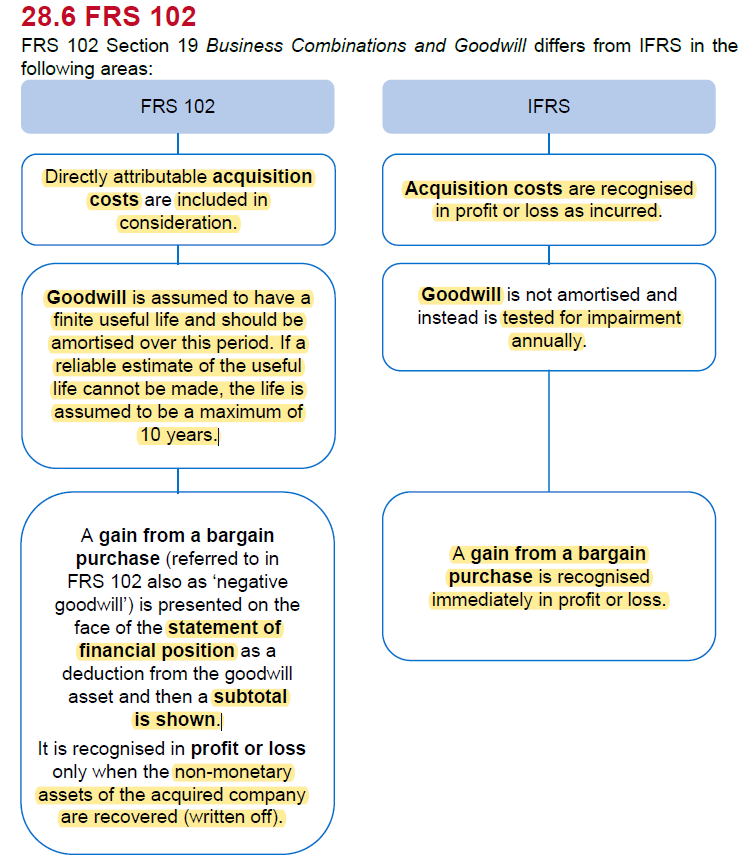 28.6 FRS 102
FRS 102 Section 19 Business Combinations and Goodwill differs from IFRS in the
following areas:
FRS 102
Directly attributable acquisition
costs are included in
consideration.
Goodwill is assumed to have a
finite useful life and should be
amortised over this period. If a
reliable estimate of the useful
life cannot be made, the life is
assumed to be a maximum of
10 years.
A gain from a bargain
purchase (referred to in
FRS 102 also as ‘negative
goodwill’) is presented on the
face of the statement of
financial position as a
deduction from the goodwill
asset and then a subtotal
is shown.
It is recognised in profit or loss
only when the non-monetary
assets of the acquired company
are recovered (written off).
IFRS
Acquisition costs are recognised
in profit or loss as incurred.
Goodwill is not amortised and
instead is tested for impairment
annually.
A gain from a bargain
purchase is recognised
immediately in profit or loss.